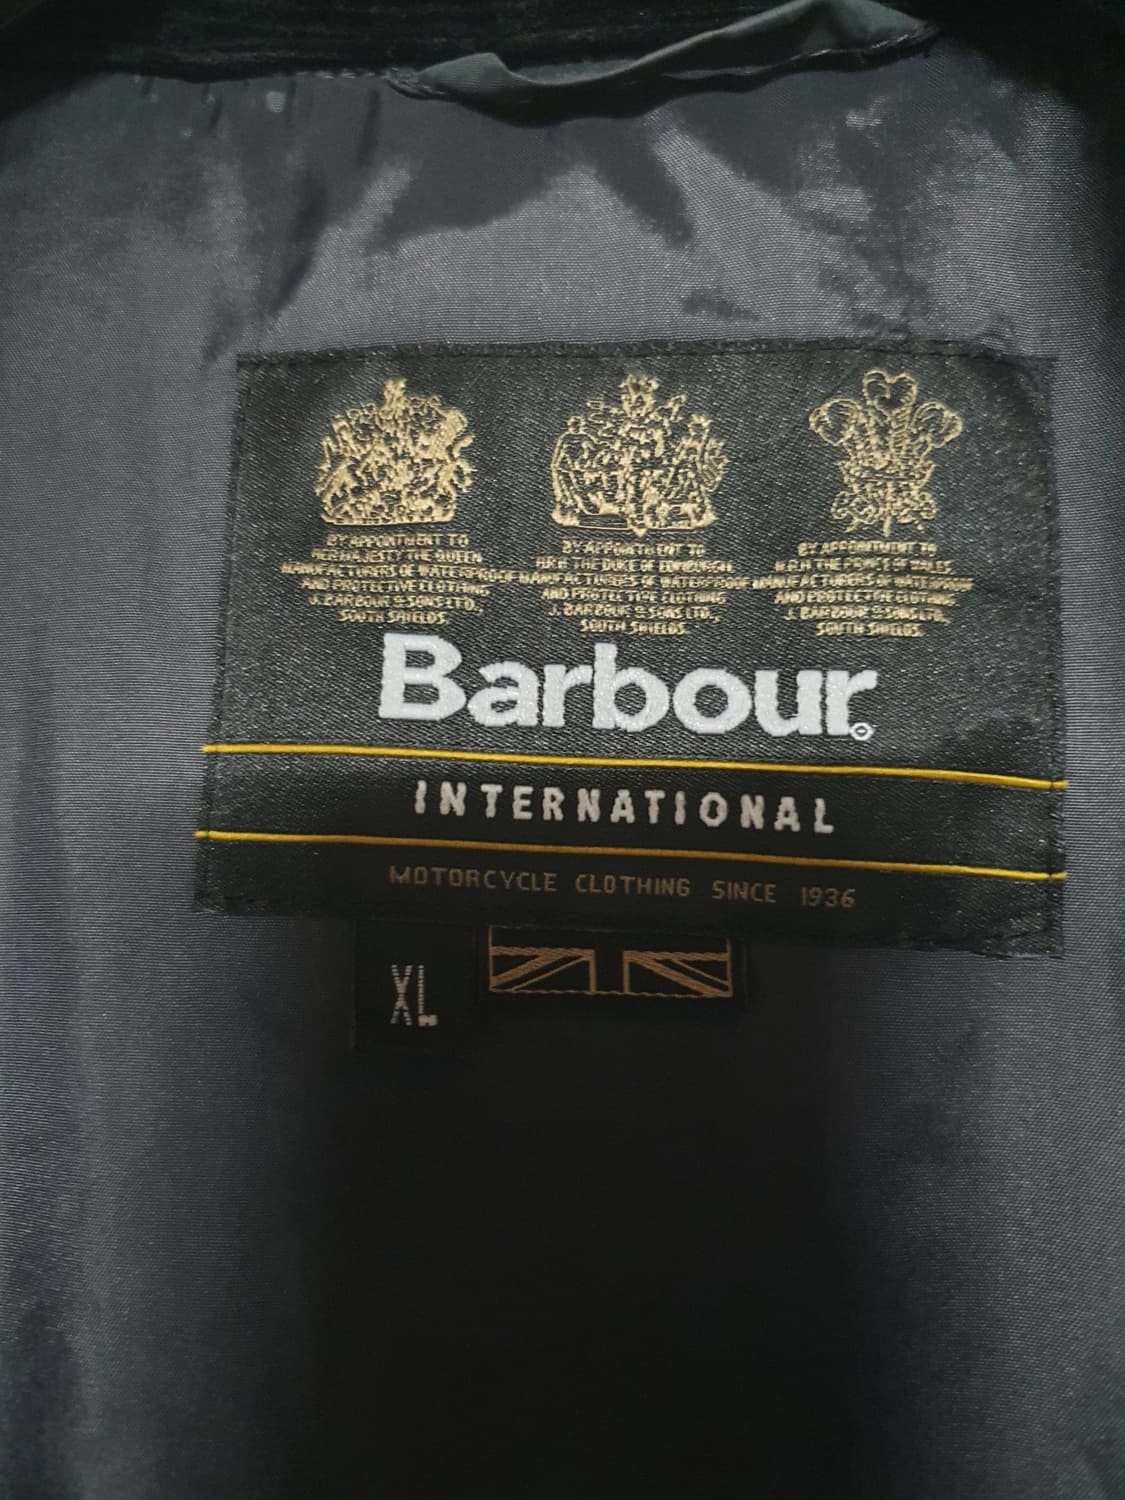 BY APPOINTMENT TO
HER MAJESTY THE QUEEN
MANUFACTURERS OF WATERPROOF
AND PROTECTIVE CLOTHING
J. BARBOUR & SONS LTD.,
SOUTH SHIELDS.
BY APPOINTMENT TO
H.R.H. THE DUKE OF EDINBURGH
MANUFACTURERS OF WATERPROOF
AND PROTECTIVE CLOTHING
J. BARBOUR & SONS LTD.,
SOUTH SHIELDS.
BY APPOINTMENT TO
H.R.H. THE PRINCE OF WALES
MANUFACTURERS OF WATERPROOF
AND PROTECTIVE CLOTHING
J. BARBOUR & SONS LTD.,
SOUTH SHIELDS.
Barbour
INTERNATIONAL
MOTORCYCLE CLOTHING SINCE 1936
XL